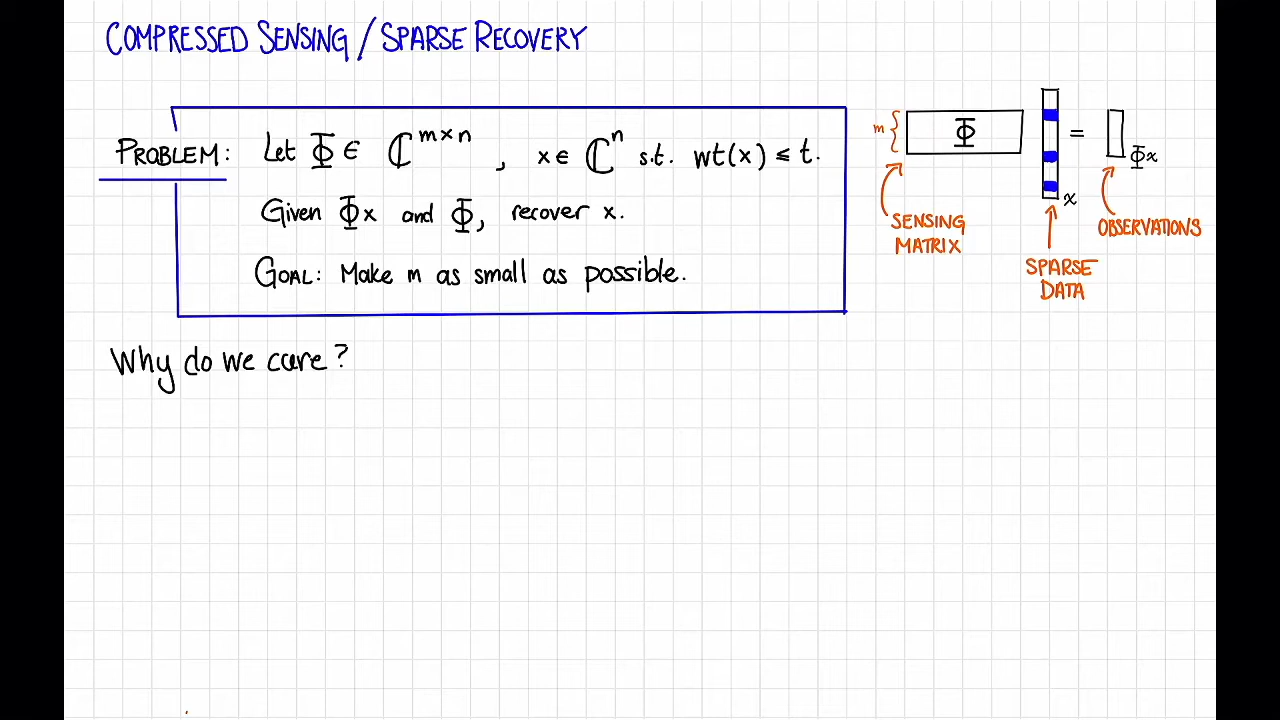 COMPRESSED SENSING / SPARSE RECOVERY
PROBLEM: Let Φ ∈ ℂ^{m×n}, x ∈ ℂ^n s.t. wt(x) ≤ t.
Given Φx and Φ, recover x.
GOAL: Make m as small as possible.
m{ Φ x = Φx
SENSING
MATRIX
SPARSE
DATA
OBSERVATIONS
Why do we care?